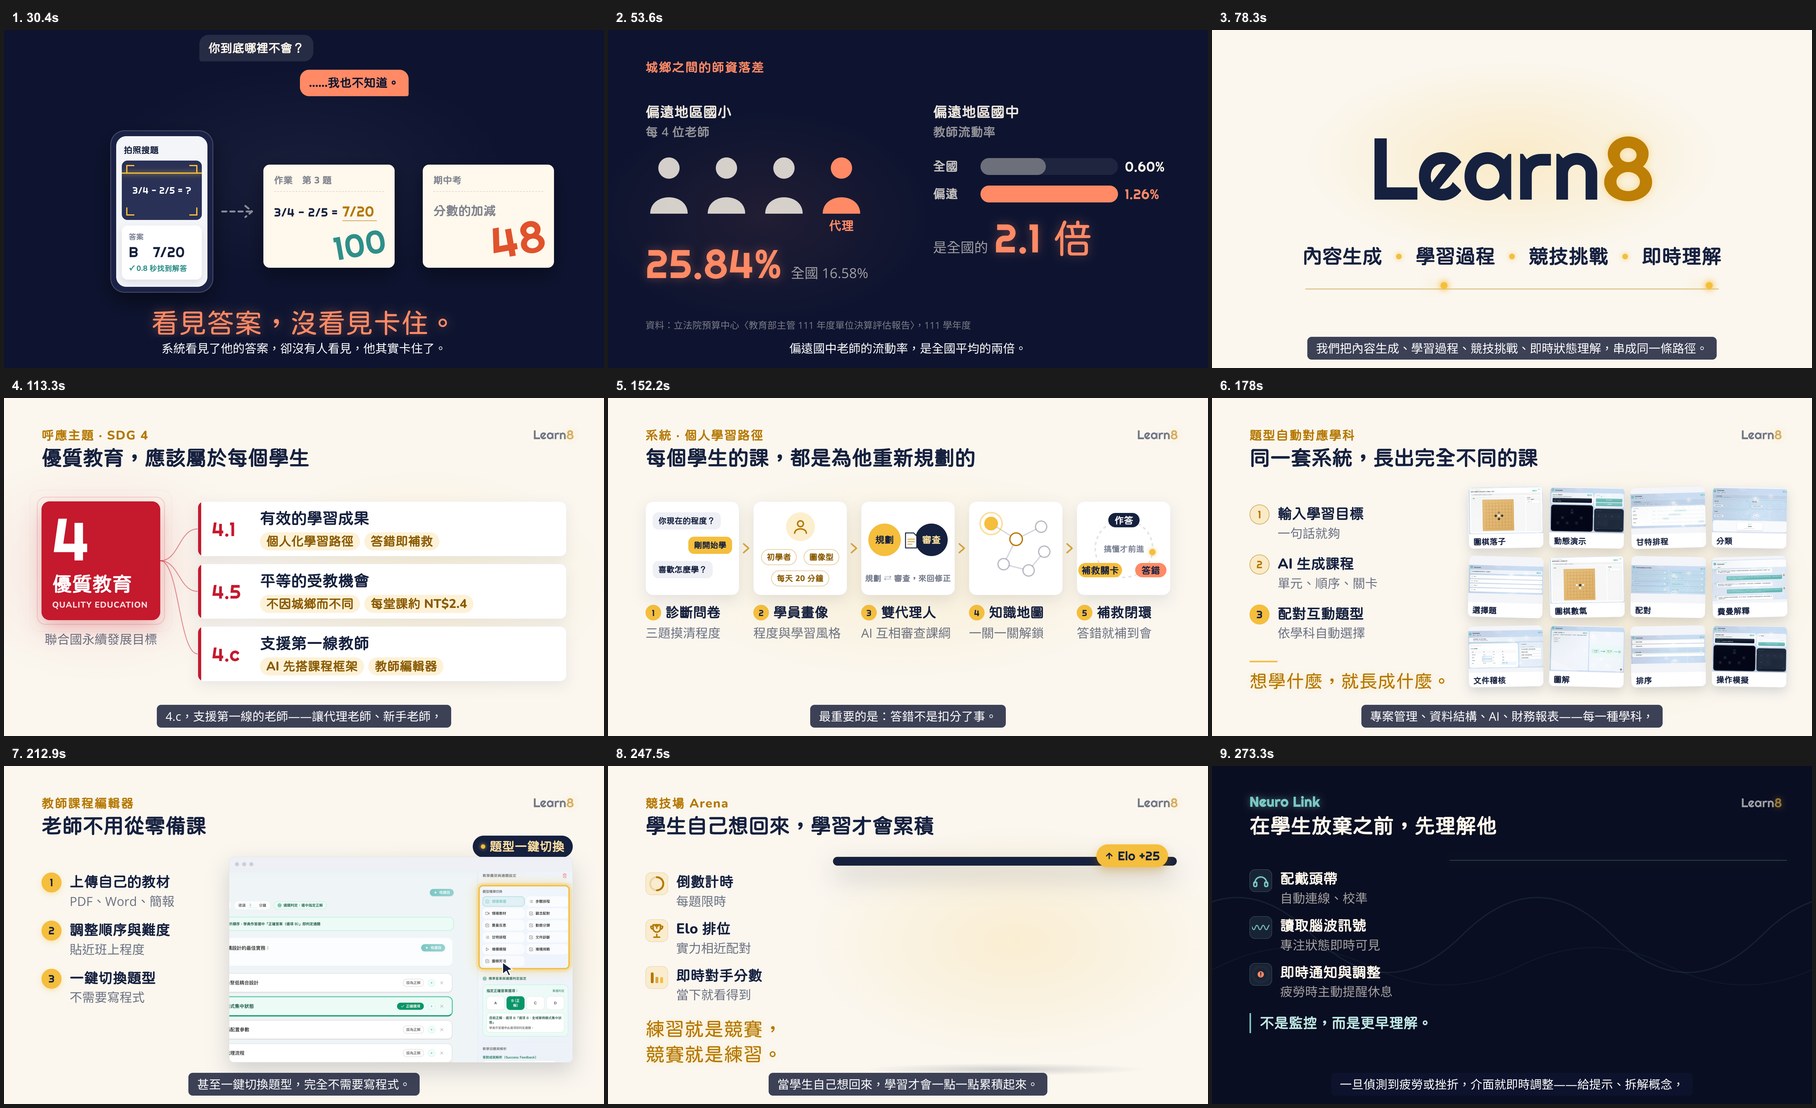 1. 30.4s
你到底哪裡不會？
……我也不知道。
拍照搜題
3/4 − 2/5 = ?
答案
B 7/20
✓0.8 秒找到解答
作業 第 3 題
3/4 − 2/5 = 7/20
100
期中考
分數的加減
48
看見答案，沒看見卡住。
系統看見了他的答案，卻沒有人看見，他其實卡住了。
2. 53.6s
城鄉之間的師資落差
偏遠地區國小
每 4 位老師
代理
25.84% 全國 16.58%
偏遠地區國中
教師流動率
全國 0.60%
偏遠 1.26%
是全國的 2.1 倍
資料：立法院預算中心〈教育部主管 111 年度單位決算評估報告〉，111 學年度
偏遠國中老師的流動率，是全國平均的兩倍。
3. 78.3s
Learn8
內容生成 • 學習過程 • 競技挑戰 • 即時理解
我們把內容生成、學習過程、競技挑戰、即時狀態理解，串成同一條路徑。
4. 113.3s
呼應主題 · SDG 4
Learn8
優質教育，應該屬於每個學生
4
優質教育
QUALITY EDUCATION
聯合國永續發展目標
4.1 有效的學習成果
個人化學習路徑 答錯即補救
4.5 平等的受教機會
不因城鄉而不同 每堂課約 NT$2.4
4.c 支援第一線教師
AI 先搭課程框架 教師編輯器
4.c，支援第一線的老師——讓代理老師、新手老師，
5. 152.2s
系統 · 個人學習路徑
Learn8
每個學生的課，都是為他重新規劃的
你現在的程度？
剛開始學
喜歡怎麼學？
初學者 圖像型
每天 20 分鐘
規劃 審查
規劃 ⇄ 審查，來回修正
作答
搞懂才前進
補救關卡 答錯
1 診斷問卷
三題摸清程度
2 學員畫像
程度與學習風格
3 雙代理人
AI 互相審查課綱
4 知識地圖
一關一關解鎖
5 補救閉環
答錯就補到會
最重要的是：答錯不是扣分了事。
6. 178s
題型自動對應學科
Learn8
同一套系統，長出完全不同的課
1 輸入學習目標
一句話就夠
2 AI 生成課程
單元、順序、關卡
3 配對互動題型
依學科自動選擇
想學什麼，就長成什麼。
圍棋落子 動態演示 甘特排程 分類
選擇題 圍棋數氣 配對 費曼解釋
文件稽核 圖解 排序 操作模擬
專案管理、資料結構、AI、財務報表——每一種學科，
7. 212.9s
教師課程編輯器
Learn8
老師不用從零備課
題型一鍵切換
1 上傳自己的教材
PDF、Word、簡報
2 調整順序與難度
貼近班上程度
3 一鍵切換題型
不需要寫程式
甚至一鍵切換題型，完全不需要寫程式。
8. 247.5s
競技場 Arena
Learn8
學生自己想回來，學習才會累積
↑ Elo +25
倒數計時
每題限時
Elo 排位
實力相近配對
即時對手分數
當下就看得到
練習就是競賽，
競賽就是練習。
當學生自己想回來，學習才會一點一點累積起來。
9. 273.3s
Neuro Link
Learn8
在學生放棄之前，先理解他
配戴頭帶
自動連線、校準
讀取腦波訊號
專注狀態即時可見
即時通知與調整
疲勞時主動提醒休息
不是監控，而是更早理解。
一旦偵測到疲勞或挫折，介面就即時調整——給提示、拆解概念，